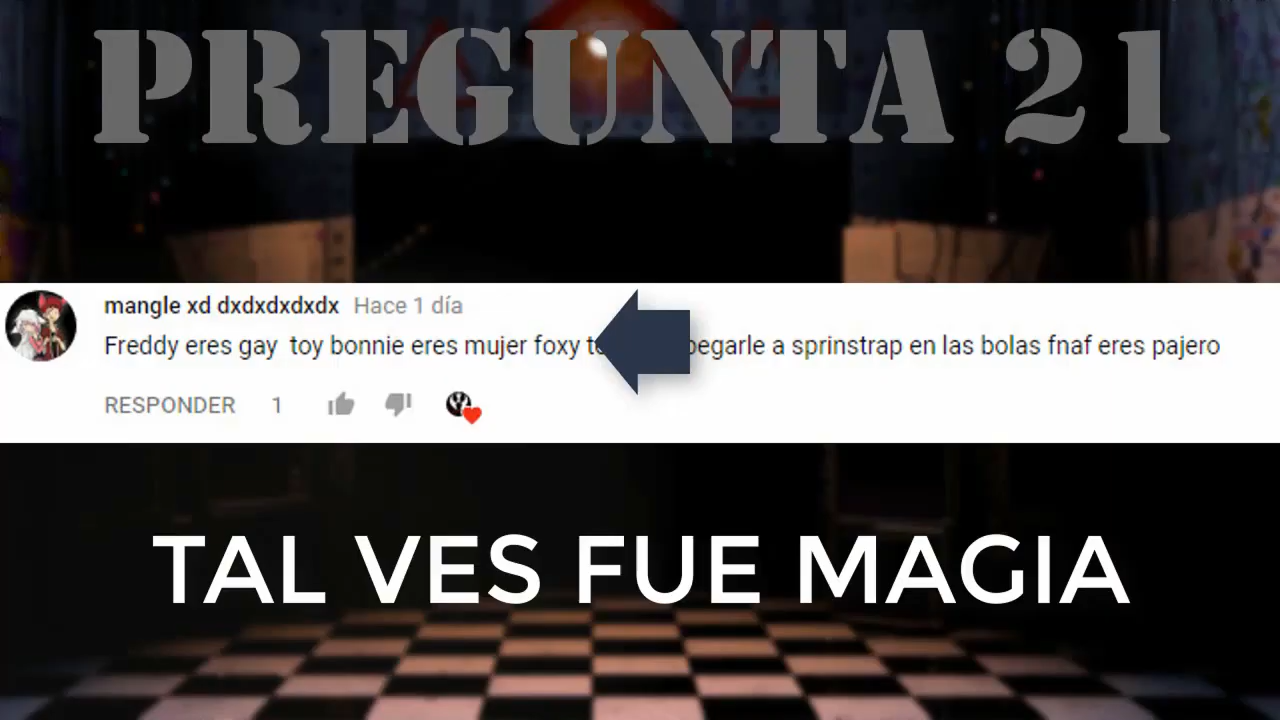 PREGUNTA 21
mangle xd dxdxdxdxdx Hace 1 día
Freddy eres gay toy bonnie eres mujer foxy pegarle a sprinstrap en las bolas fnaf eres pajero
RESPONDER 1
TAL VES FUE MAGIA